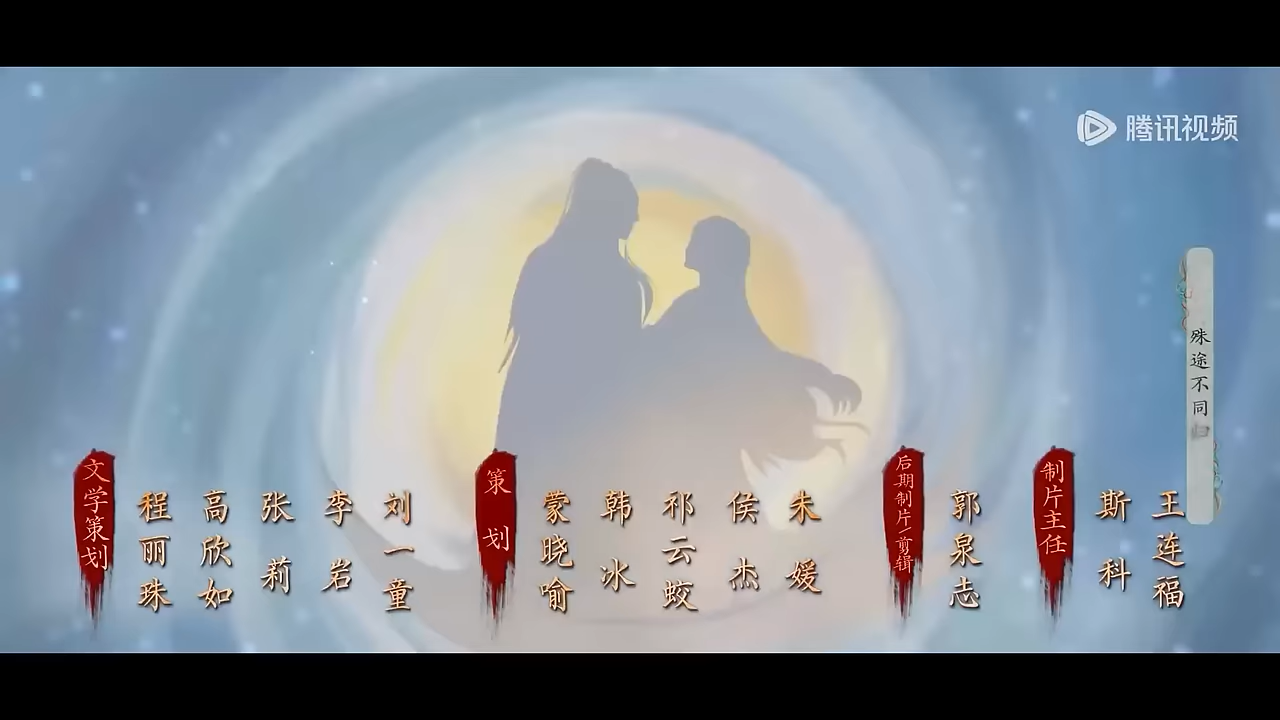 腾讯视频
殊途不同归
文学策划
程丽珠
高欣如
张莉
李岩
刘一童
策划
蒙晓喻
韩冰
祁云蛟
侯杰
朱媛
后期制片/剪辑
郭泉志
制片主任
斯科
王连福